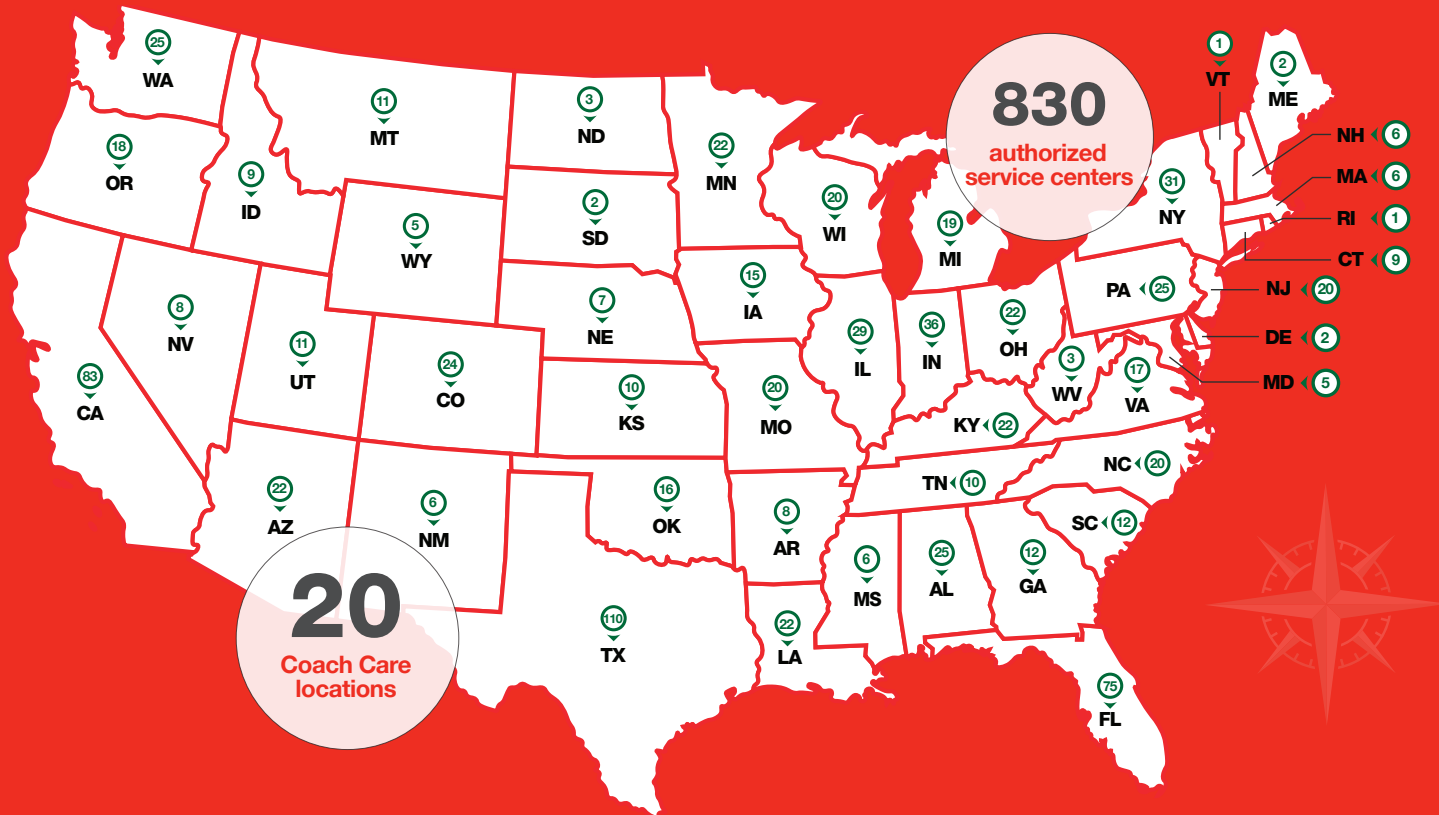 25
WA
18
OR
9
ID
11
MT
3
ND
2
SD
5
WY
22
MN
20
WI
19
MI
830
authorized
service centers
31
NY
1
VT
2
ME
NH 6
MA 6
RI 1
CT 9
NJ 20
DE 2
MD 5
PA 25
83
CA
8
NV
11
UT
24
CO
7
NE
15
IA
29
IL
36
IN
22
OH
3
WV
17
VA
10
KS
20
MO
KY 22
NC 20
TN 10
SC 12
22
AZ
6
NM
16
OK
8
AR
6
MS
25
AL
12
GA
20
Coach Care
locations
110
TX
22
LA
75
FL